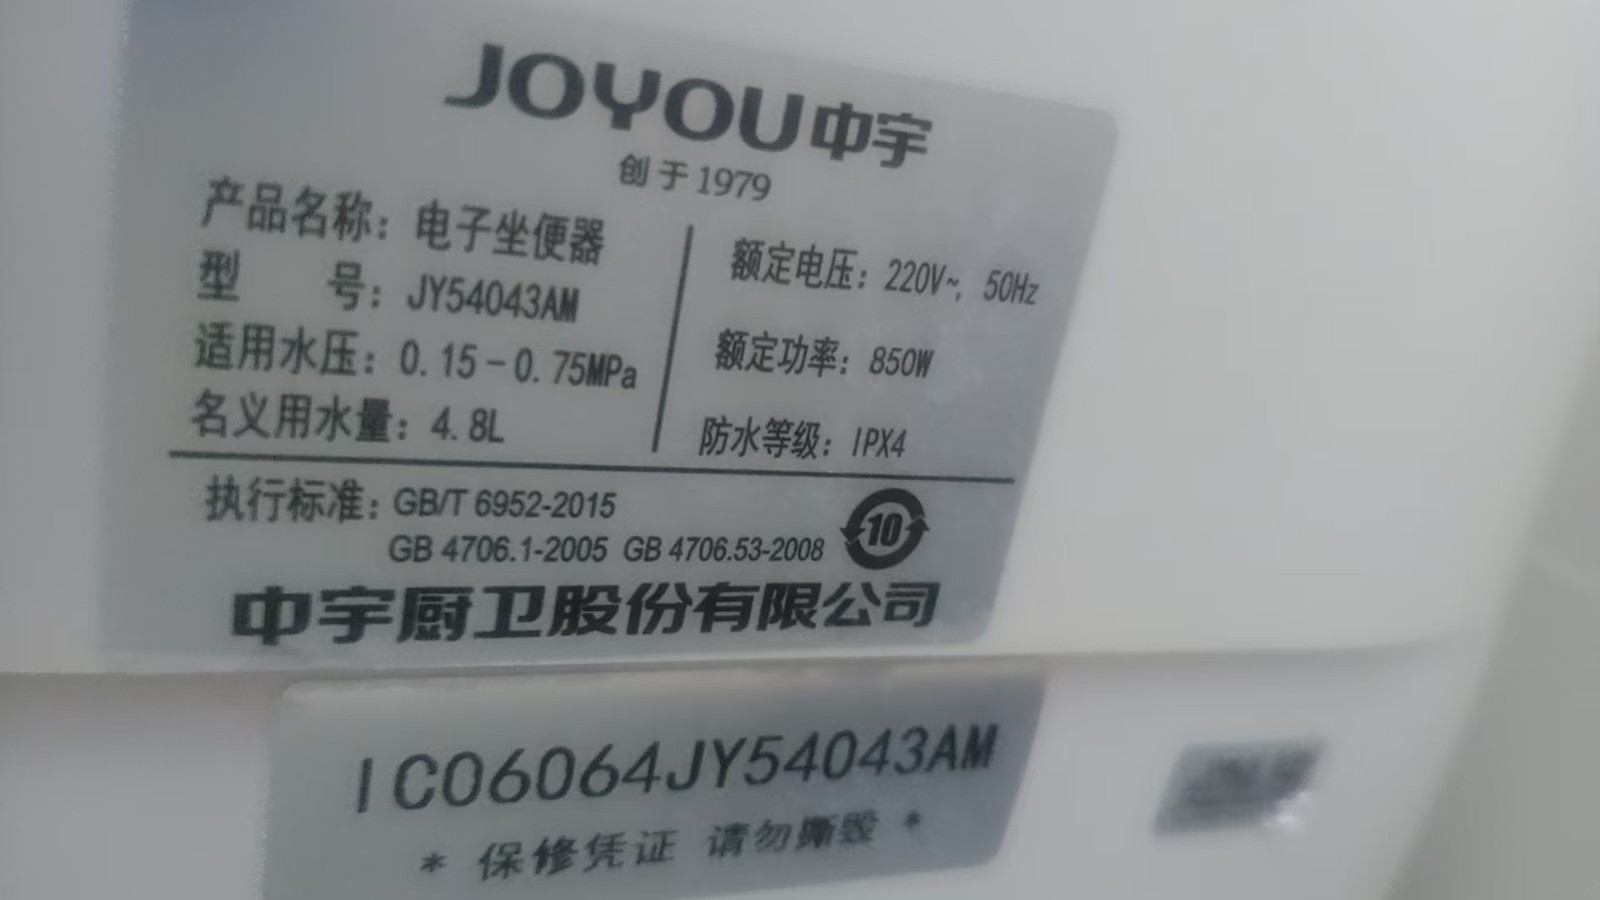 JOYOU中宇
创于1979
产品名称：电子坐便器
型 号：JY54043AM
适用水压：0.15-0.75MPa
名义用水量：4.8L
额定电压：220V~, 50Hz
额定功率：850W
防水等级：IPX4
执行标准：GB/T 6952-2015
GB 4706.1-2005 GB 4706.53-2008
10
中宇厨卫股份有限公司
IC06064JY54043AM
* 保修凭证 请勿撕毁 *